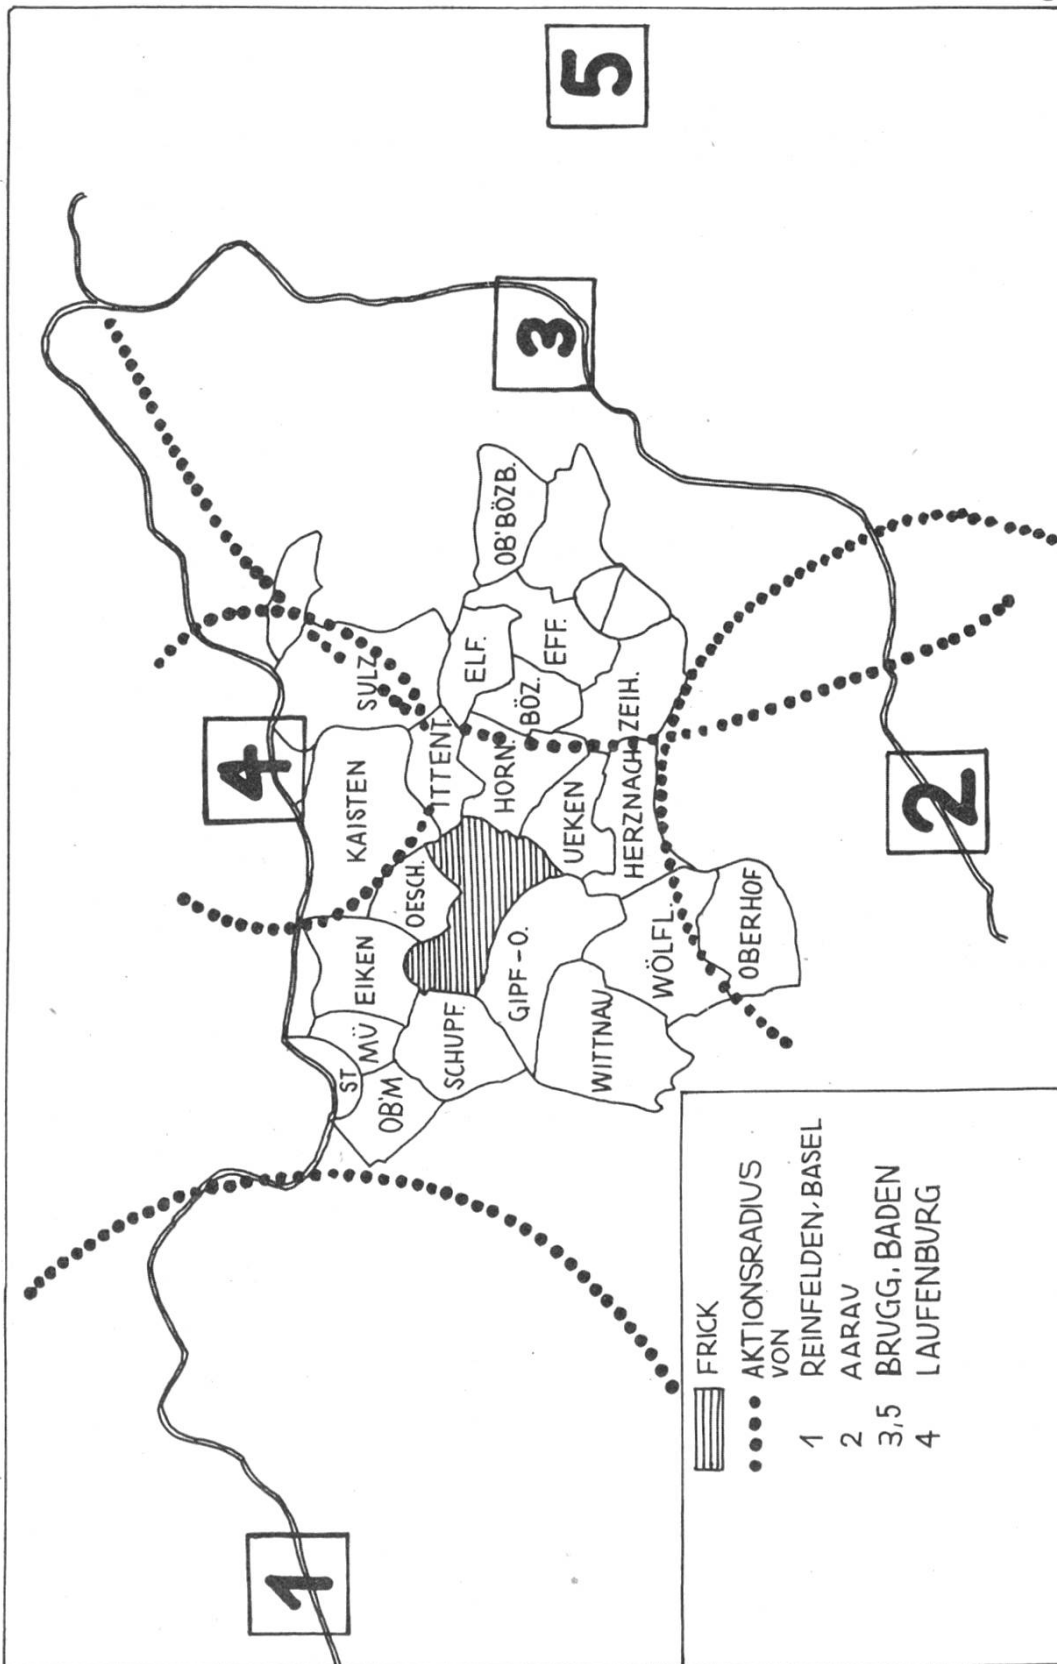 5
3
4
2
1
OB'BÖZB.
SULZ
ELF.
EFF.
BÖZ.
ZEIH.
KAISTEN
ITTENT.
HORN.
UEKEN
HERZNACH
OESCH.
EIKEN
GIPF-O.
WÖLFL.
OBERHOF
MÜ
ST
OB'M
SCHUPF.
WITTNAU
FRICK
AKTIONSRADIUS
VON
1 REINFELDEN, BASEL
2 AARAU
3,5 BRUGG, BADEN
4 LAUFENBURG